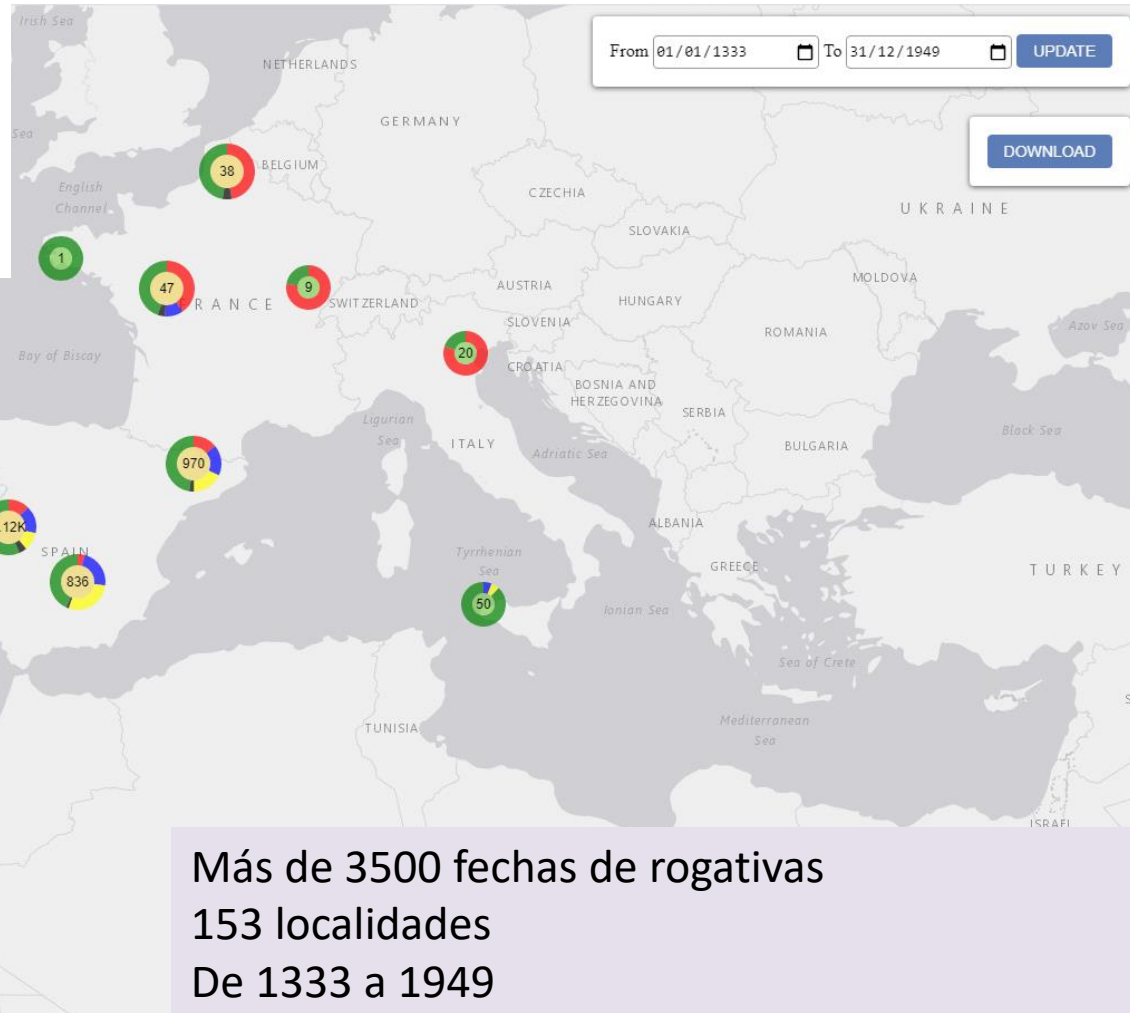 Irish Sea
From 01/01/1333 To 31/12/1949 UPDATE
NETHERLANDS
GERMANY
Sea
DOWNLOAD
38
BELGIUM
English
Channel
CZECHIA
UKRAINE
SLOVAKIA
1
47
FRANCE
9
SWITZERLAND
AUSTRIA
HUNGARY
MOLDOVA
SLOVENIA
ROMANIA
Azov Sea
Bay of Biscay
20
CROATIA
BOSNIA AND
HERZEGOVINA
SERBIA
Ligurian
Sea
ITALY
Adriatic Sea
BULGARIA
Black Sea
970
.12K
SPAIN
836
ALBANIA
Tyrrhenian
Sea
GREECE
TURKEY
50
Ionian Sea
Sea of Crete
TUNISIA
Mediterranean
Sea
S
ISRAEL
Más de 3500 fechas de rogativas
153 localidades
De 1333 a 1949